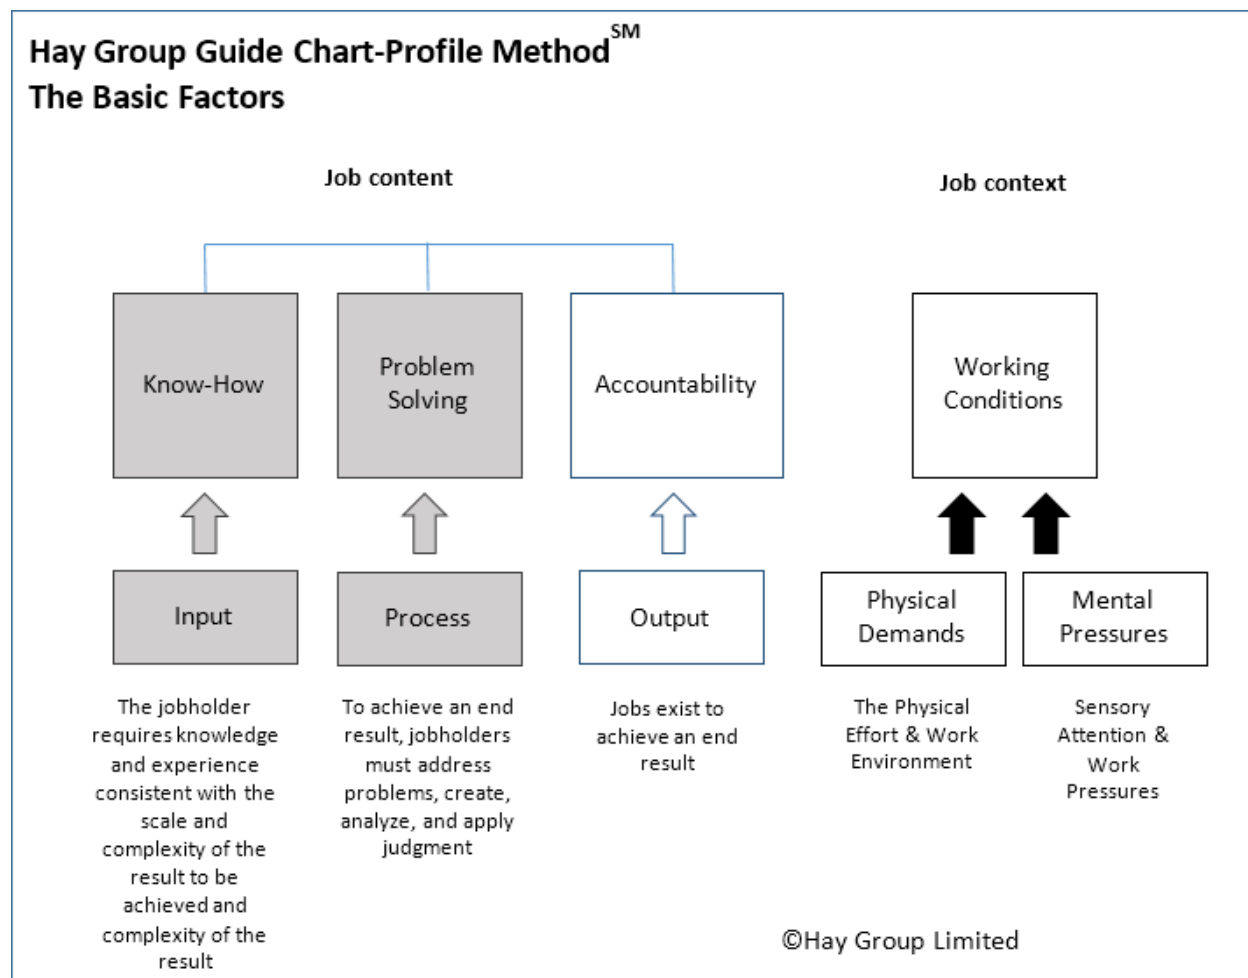 Hay Group Guide Chart-Profile Method SM
The Basic Factors
Job content
Job context
Know-How
Problem
Solving
Accountability
Working
Conditions
Input
Process
Output
Physical
Demands
Mental
Pressures
The jobholder
requires knowledge
and experience
consistent with the
scale and
complexity of the
result to be
achieved and
complexity of the
result
To achieve an end
result, jobholders
must address
problems, create,
analyze, and apply
judgment
Jobs exist to
achieve an end
result
The Physical
Effort & Work
Environment
Sensory
Attention &
Work
Pressures
©Hay Group Limited